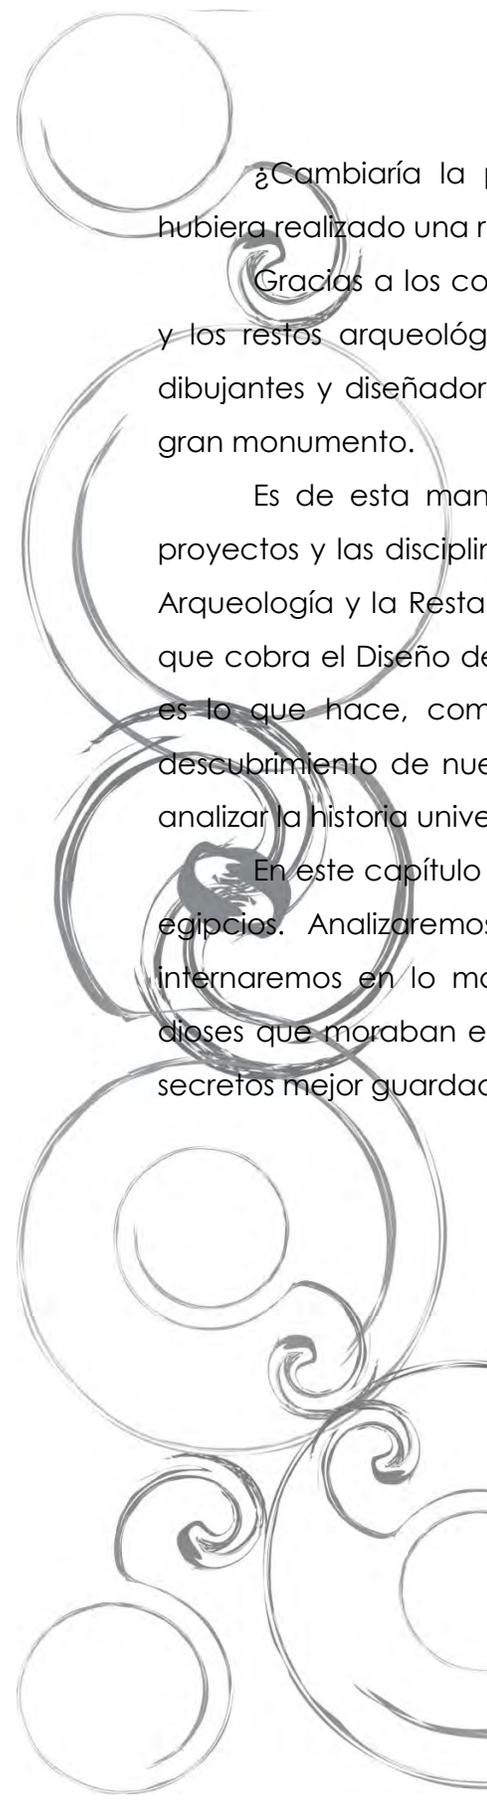 ¿Cambiaría la p
hubiera realizado una r
Gracias a los co
y los restos arqueológ
dibujantes y diseñador
gran monumento.
Es de esta man
proyectos y las disciplin
Arqueología y la Resta
que cobra el Diseño de
es lo que hace, com
descubrimiento de nue
analizar la historia unive
En este capítulo
egipcios. Analizaremos
internaremos en lo má
dioses que moraban e
secretos mejor guardad